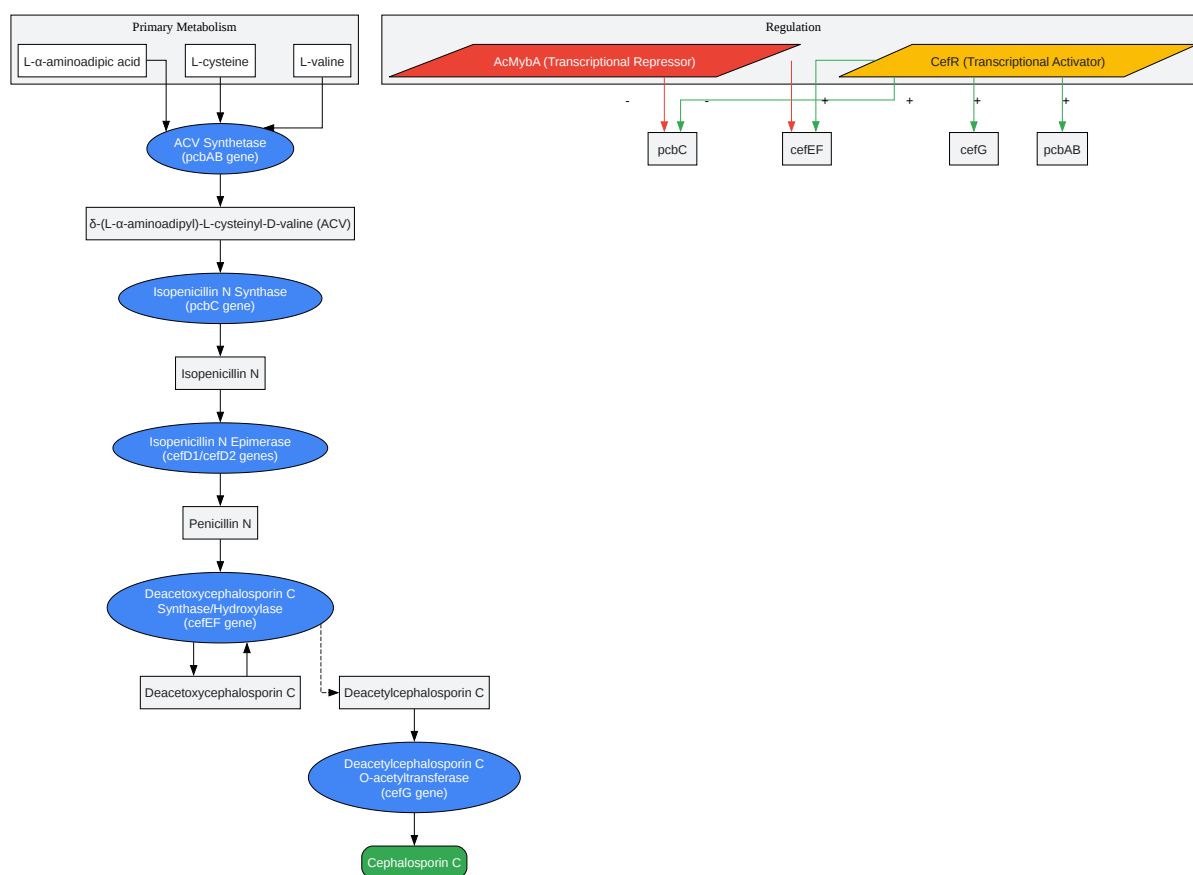 Primary Metabolism
Regulation
L-α-aminoadipic acid
L-cysteine
L-valine
AcMybA (Transcriptional Repressor)
CefR (Transcriptional Activator)
-
-
+
+
+
+
ACV Synthetase
(pcbAB gene)
pcbC
cefEF
cefG
pcbAB
δ-(L-α-aminoadipyl)-L-cysteinyl-D-valine (ACV)
Isopenicillin N Synthase
(pcbC gene)
Isopenicillin N
Isopenicillin N Epimerase
(cefD1/cefD2 genes)
Penicillin N
Deacetoxycephalosporin C
Synthase/Hydroxylase
(cefEF gene)
Deacetoxycephalosporin C
Deacetylcephalosporin C
Deacetylcephalosporin C
O-acetyltransferase
(cefG gene)
Cephalosporin C